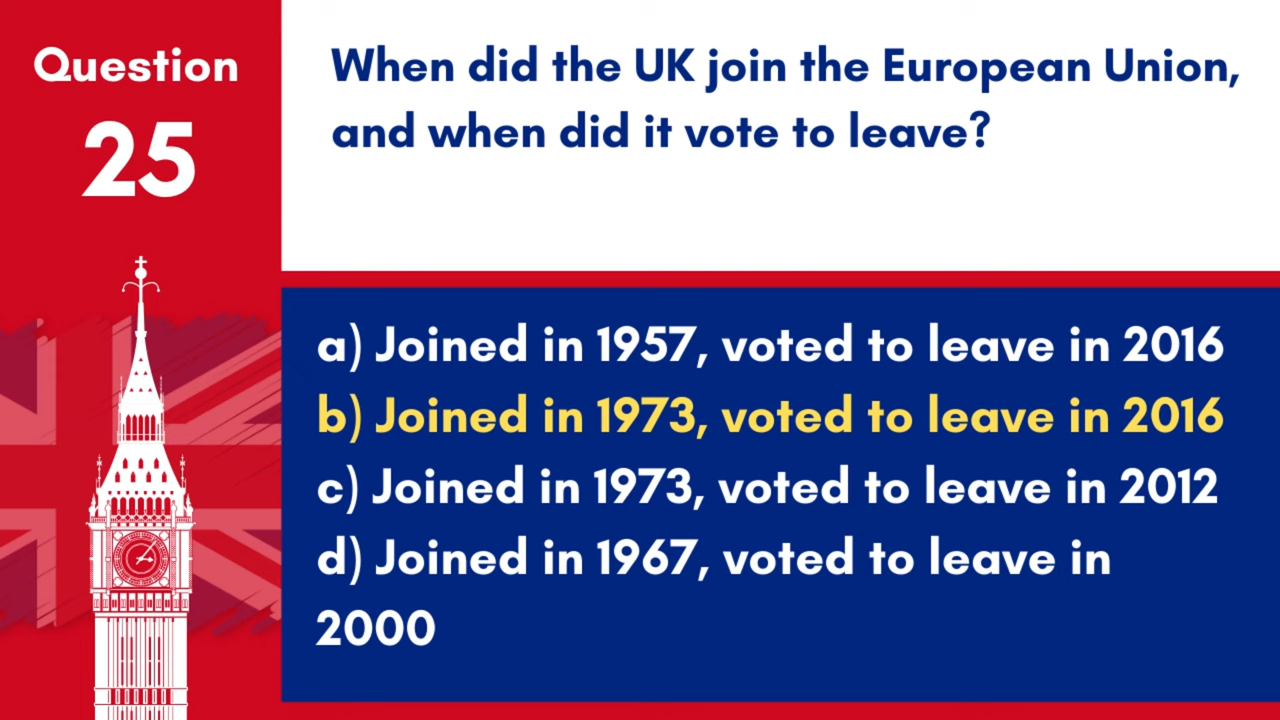 Question
25
When did the UK join the European Union,
and when did it vote to leave?
a) Joined in 1957, voted to leave in 2016
b) Joined in 1973, voted to leave in 2016
c) Joined in 1973, voted to leave in 2012
d) Joined in 1967, voted to leave in
2000